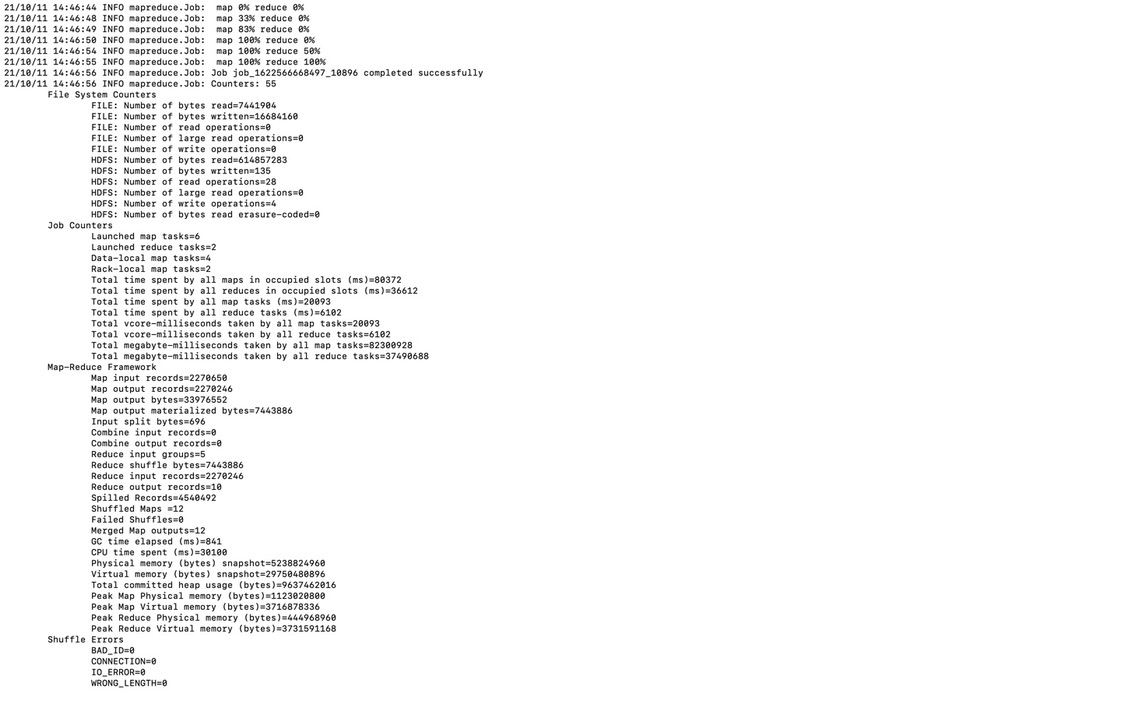 21/10/11 14:46:44 INFO mapreduce.Job:  map 0% reduce 0%
21/10/11 14:46:48 INFO mapreduce.Job:  map 33% reduce 0%
21/10/11 14:46:49 INFO mapreduce.Job:  map 83% reduce 0%
21/10/11 14:46:50 INFO mapreduce.Job:  map 100% reduce 0%
21/10/11 14:46:54 INFO mapreduce.Job:  map 100% reduce 50%
21/10/11 14:46:55 INFO mapreduce.Job:  map 100% reduce 100%
21/10/11 14:46:56 INFO mapreduce.Job: Job job_1622566668497_10896 completed successfully
21/10/11 14:46:56 INFO mapreduce.Job: Counters: 55
File System Counters
FILE: Number of bytes read=7441904
FILE: Number of bytes written=16684160
FILE: Number of read operations=0
FILE: Number of large read operations=0
FILE: Number of write operations=0
HDFS: Number of bytes read=614857283
HDFS: Number of bytes written=135
HDFS: Number of read operations=28
HDFS: Number of large read operations=0
HDFS: Number of write operations=4
HDFS: Number of bytes read erasure-coded=0
Job Counters
Launched map tasks=6
Launched reduce tasks=2
Data-local map tasks=4
Rack-local map tasks=2
Total time spent by all maps in occupied slots (ms)=80372
Total time spent by all reduces in occupied slots (ms)=36612
Total time spent by all map tasks (ms)=20093
Total time spent by all reduce tasks (ms)=6102
Total vcore-milliseconds taken by all map tasks=20093
Total vcore-milliseconds taken by all reduce tasks=6102
Total megabyte-milliseconds taken by all map tasks=82300928
Total megabyte-milliseconds taken by all reduce tasks=37490688
Map-Reduce Framework
Map input records=2270650
Map output records=2270246
Map output bytes=33976552
Map output materialized bytes=7443886
Input split bytes=696
Combine input records=0
Combine output records=0
Reduce input groups=5
Reduce shuffle bytes=7443886
Reduce input records=2270246
Reduce output records=10
Spilled Records=4540492
Shuffled Maps =12
Failed Shuffles=0
Merged Map outputs=12
GC time elapsed (ms)=841
CPU time spent (ms)=30100
Physical memory (bytes) snapshot=5238824960
Virtual memory (bytes) snapshot=29750480896
Total committed heap usage (bytes)=9637462016
Peak Map Physical memory (bytes)=1123020800
Peak Map Virtual memory (bytes)=3716878336
Peak Reduce Physical memory (bytes)=444968960
Peak Reduce Virtual memory (bytes)=3731591168
Shuffle Errors
BAD_ID=0
CONNECTION=0
IO_ERROR=0
WRONG_LENGTH=0